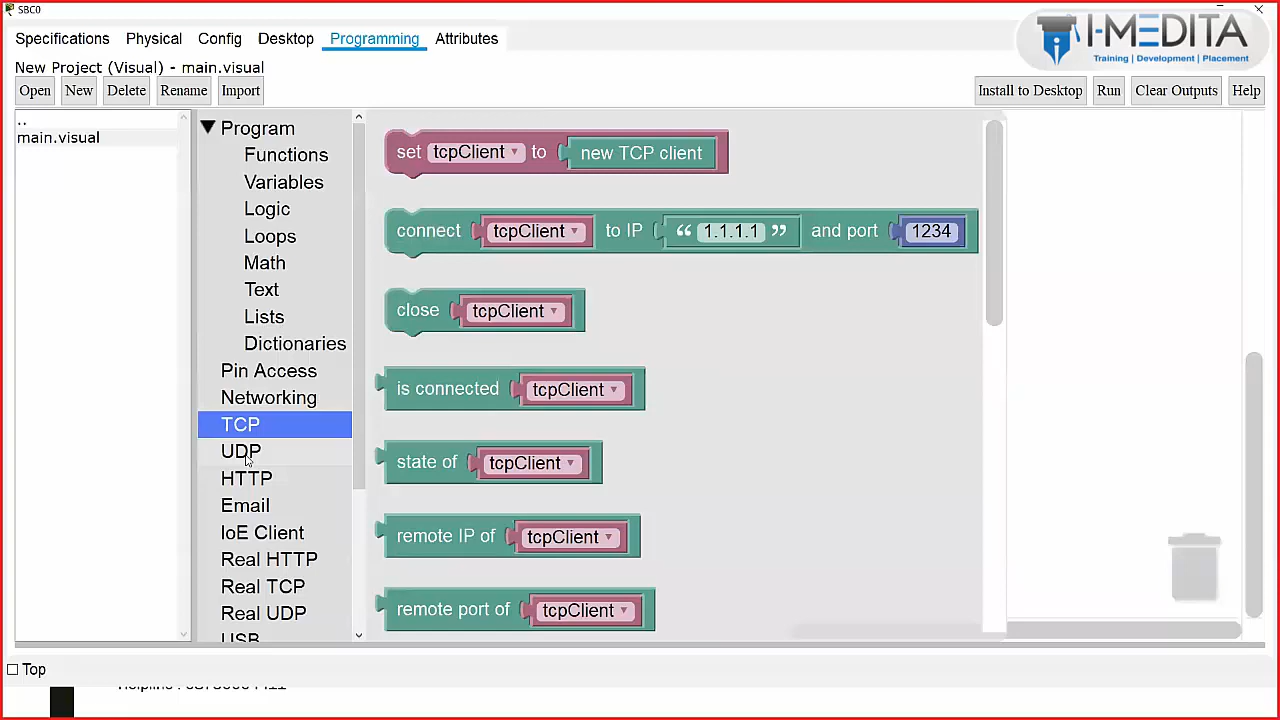 SBC0
Specifications Physical Config Desktop Programming Attributes
I-MEDITA
Training | Development | Placement
New Project (Visual) - main.visual
Open New Delete Rename Import Install to Desktop Run Clear Outputs Help
..
main.visual
Program
Functions
Variables
Logic
Loops
Math
Text
Lists
Dictionaries
Pin Access
Networking
TCP
UDP
HTTP
Email
IoE Client
Real HTTP
Real TCP
Real UDP
USB
set tcpClient to new TCP client
connect tcpClient to IP “ 1.1.1.1 ” and port 1234
close tcpClient
is connected tcpClient
state of tcpClient
remote IP of tcpClient
remote port of tcpClient
Top